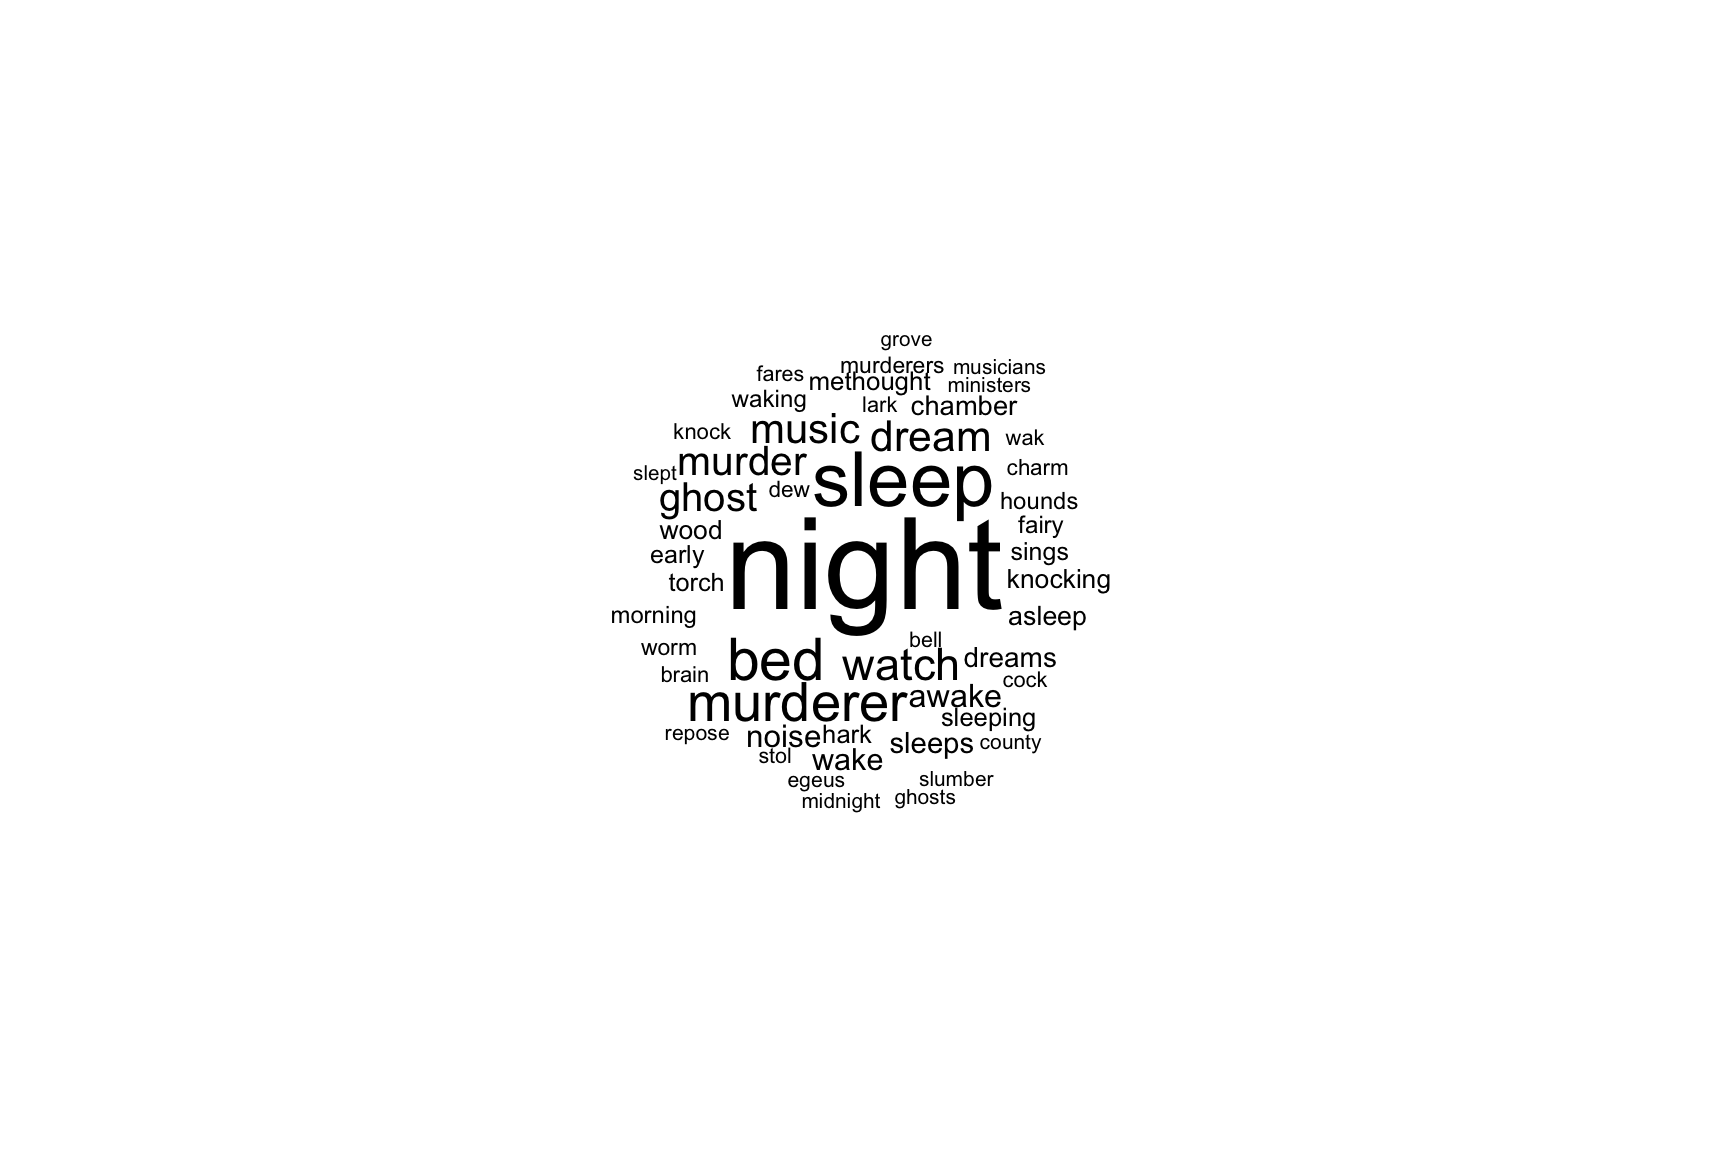 grove
murderers musicians
fares methought ministers
waking lark chamber
knock music dream wak
slept murder sleep charm
ghost dew hounds
wood fairy
early night sings
torch knocking
morning asleep
bell
worm bed watch dreams
brain cock
murderer awake
sleeping
repose noise hark sleeps county
stol wake
egeus slumber
midnight ghosts